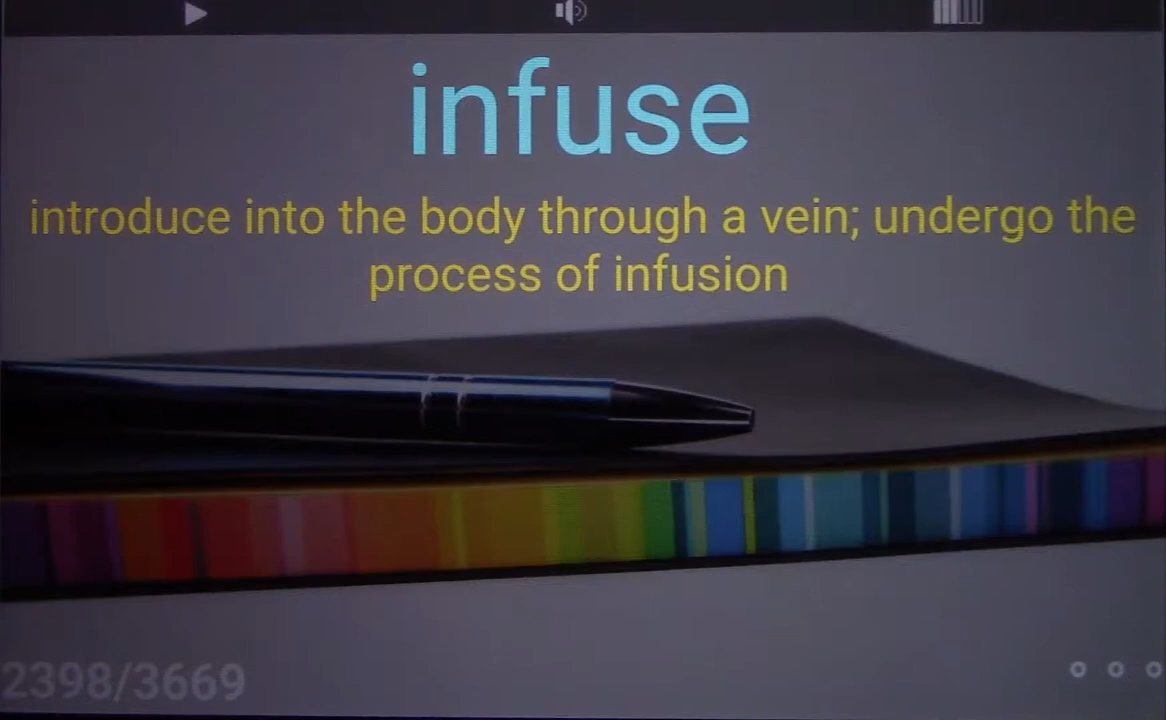 infuse
introduce into the body through a vein; undergo the
process of infusion
2398/3669